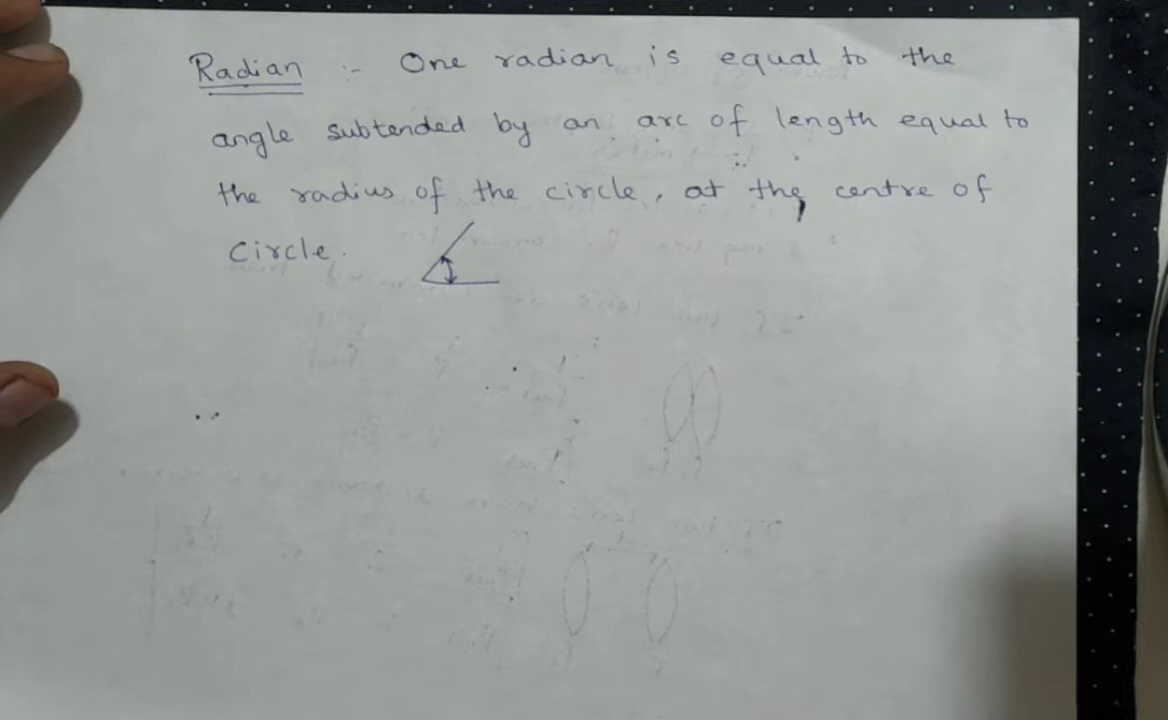 Radian :- One radian is equal to the
angle subtended by an arc of length equal to
the radius of the circle, at the centre of
circle.